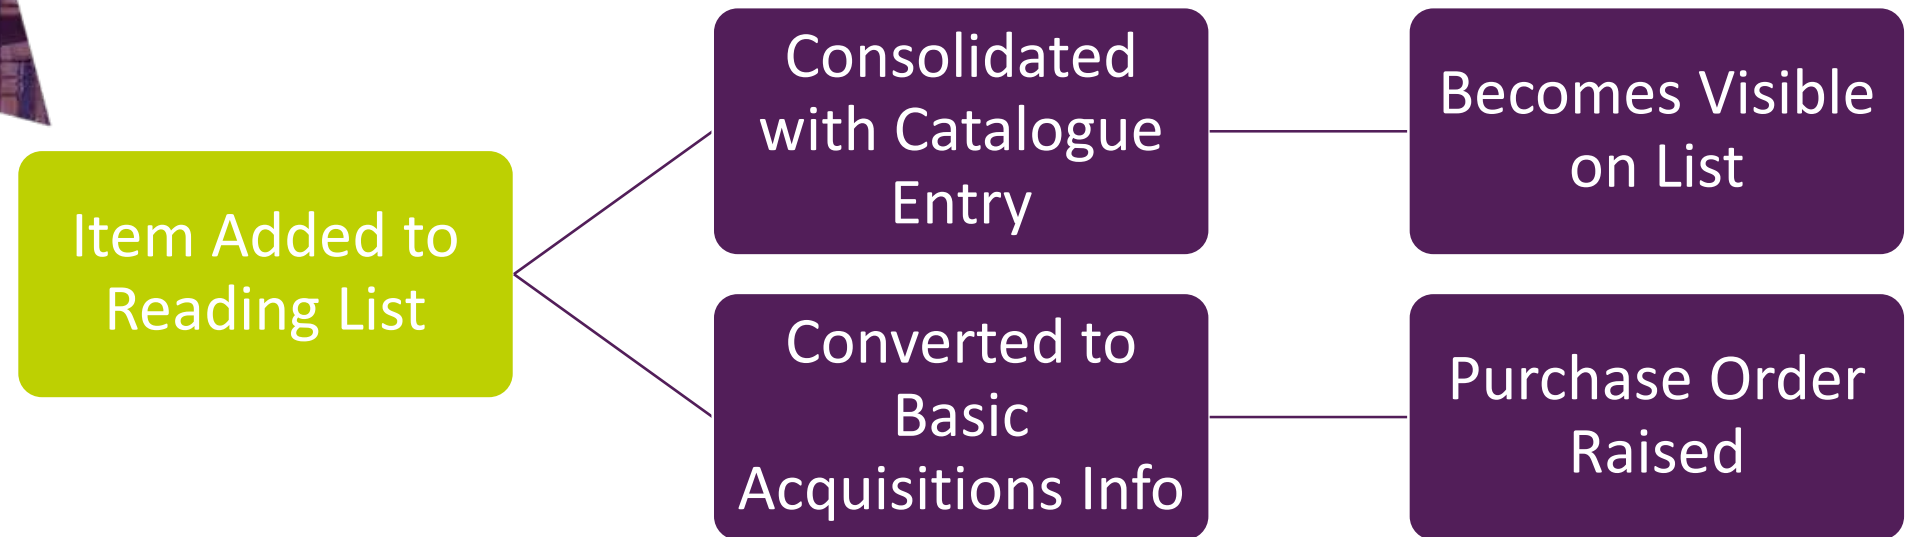 Item Added to
Reading List
Consolidated
with Catalogue
Entry
Becomes Visible
on List
Converted to
Basic
Acquisitions Info
Purchase Order
Raised